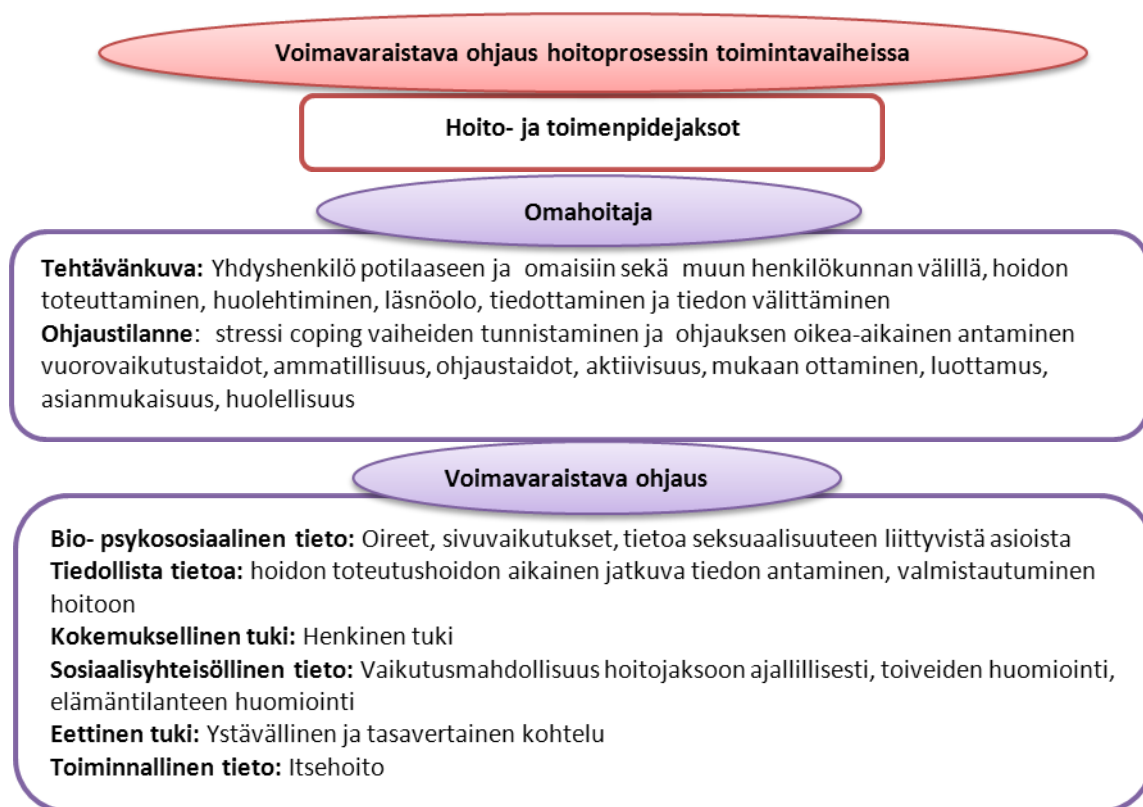 Voimavaraistava ohjaus hoitoprosessin toimintavaiheissa
Hoito- ja toimenpidejaksot
Omahoitaja
Tehtävänkuva: Yhdyshenkilö potilaaseen ja omaisiin sekä muun henkilökunnan välillä, hoidon
toteuttaminen, huolehtiminen, läsnöolo, tiedottaminen ja tiedon välittäminen
Ohjaustilanne: stressi coping vaiheiden tunnistaminen ja ohjauksen oikea-aikainen antaminen
vuorovaikutustaidot, ammatillisuus, ohjaustaidot, aktiivisuus, mukaan ottaminen, luottamus,
asianmukaisuus, huolellisuus
Voimavaraistava ohjaus
Bio- psykososiaalinen tieto: Oireet, sivuvaikutukset, tietoa seksuaalisuuteen liittyvistä asioista
Tiedollista tietoa: hoidon toteutushoidon aikainen jatkuva tiedon antaminen, valmistautuminen
hoitoon
Kokemuksellinen tuki: Henkinen tuki
Sosiaalisyhteisöllinen tieto: Vaikutusmahdollisuus hoitojaksoon ajallillisesti, toiveiden huomiointi,
elämäntilanteen huomiointi
Eettinen tuki: Ystävällinen ja tasavertainen kohtelu
Toiminnallinen tieto: Itsehoito